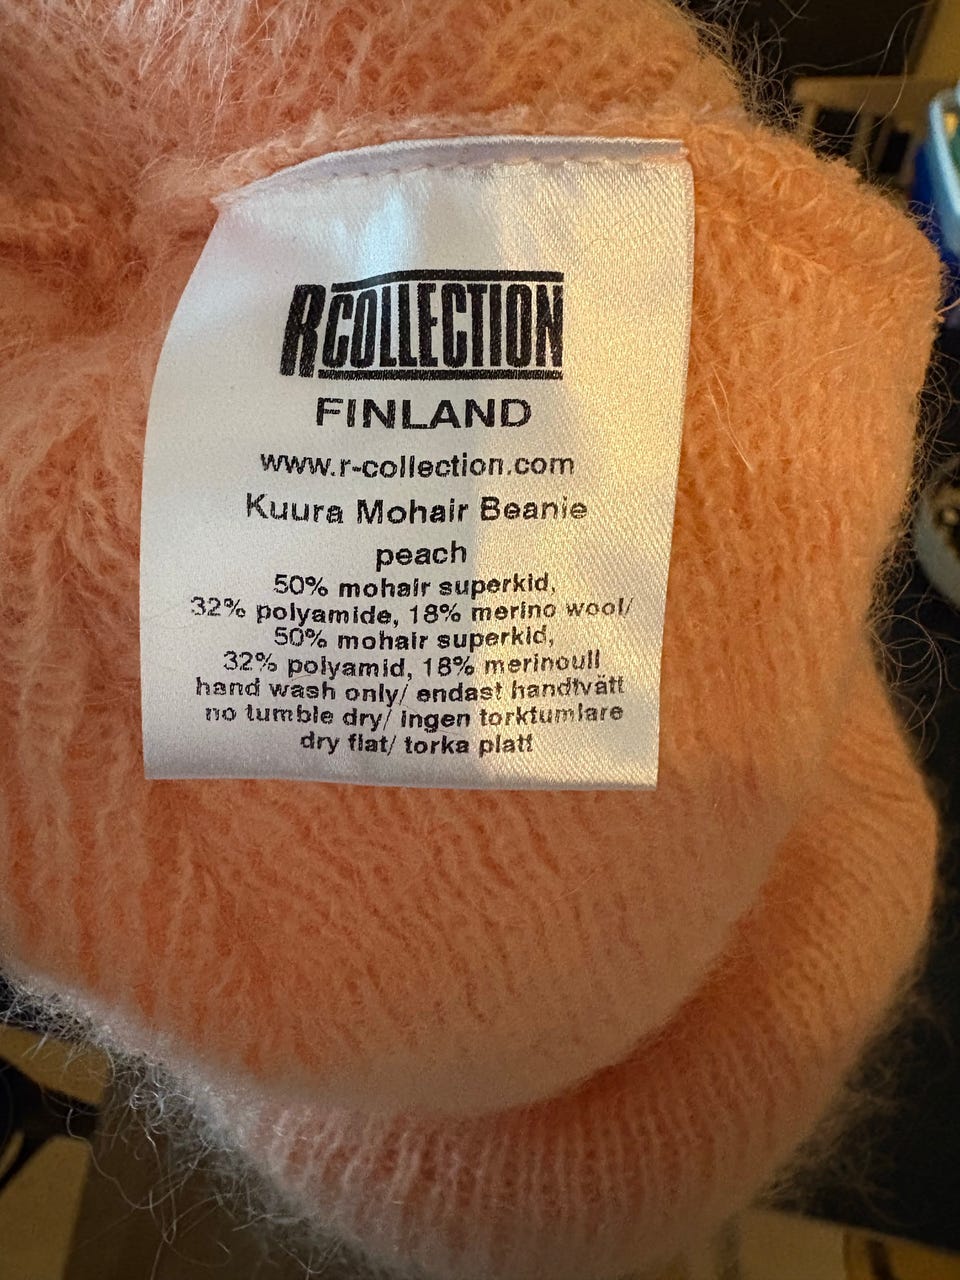 RCOLLECTION
FINLAND
www.r-collection.com
Kuura Mohair Beanie
peach
50% mohair superkid,
32% polyamide, 18% merino wool/
50% mohair superkid,
32% polyamid, 18% merinoull
hand wash only/ endast handtvätt
no tumble dry/ ingen torktumlare
dry flat/ torka platt